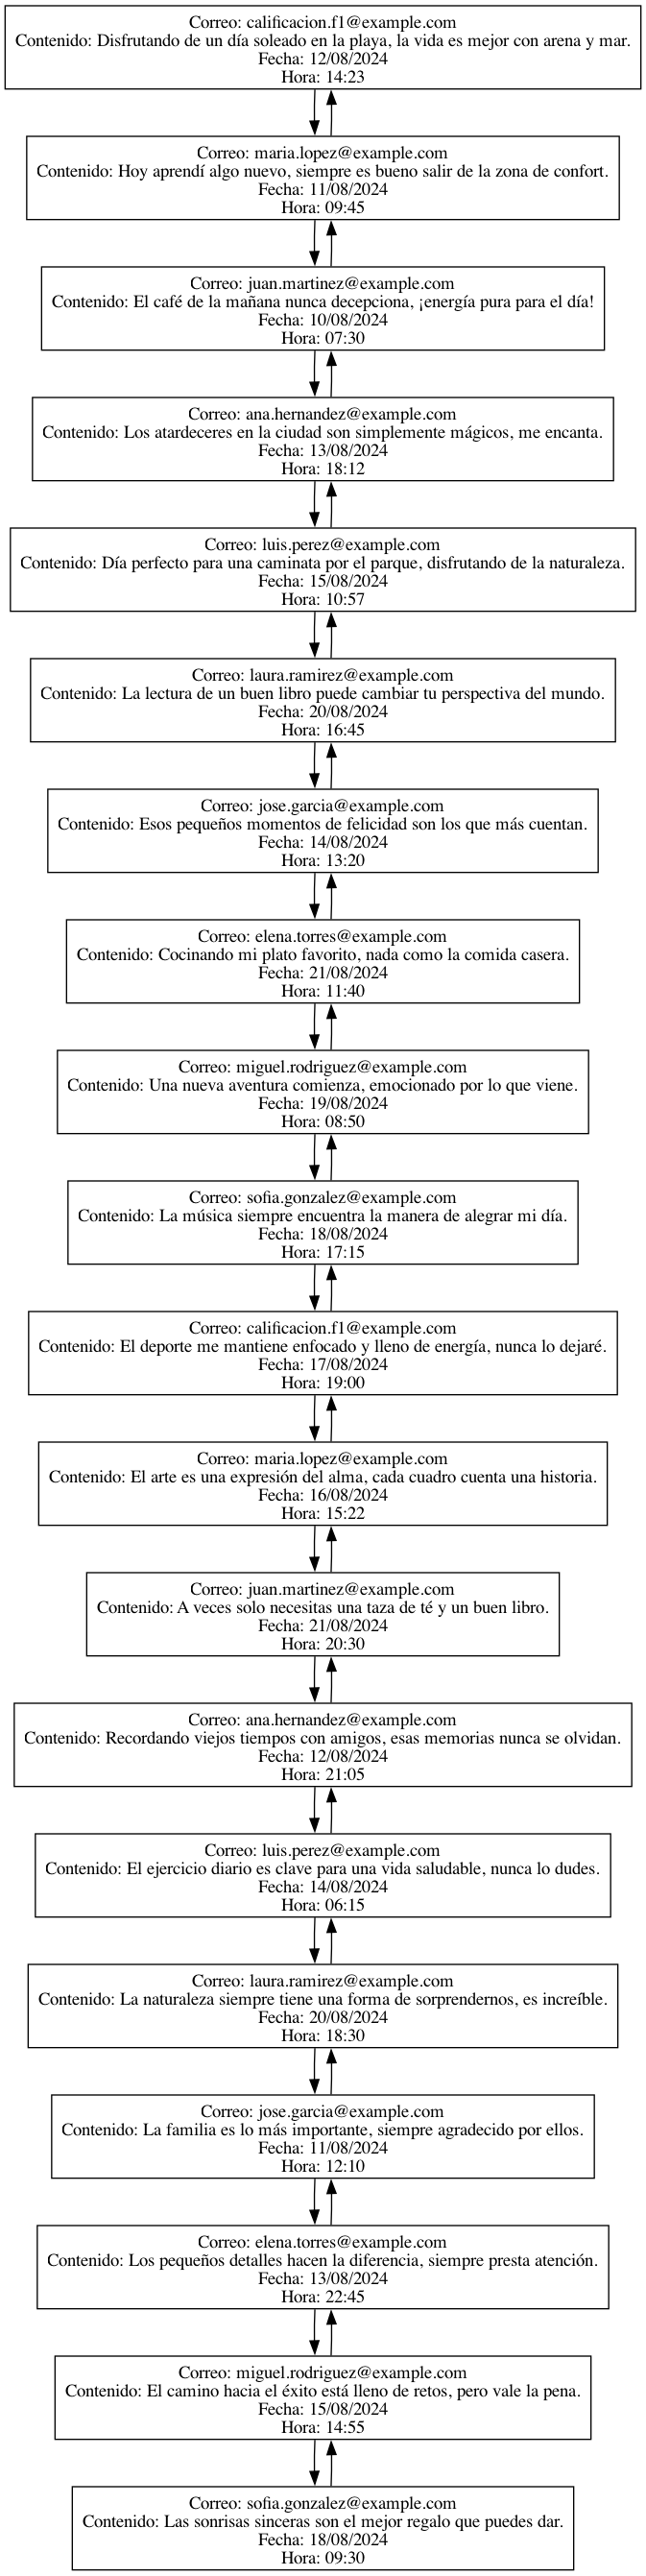 Correo: calificacion.f1@example.com
Contenido: Disfrutando de un día soleado en la playa, la vida es mejor con arena y mar.
Fecha: 12/08/2024
Hora: 14:23
Correo: maria.lopez@example.com
Contenido: Hoy aprendí algo nuevo, siempre es bueno salir de la zona de confort.
Fecha: 11/08/2024
Hora: 09:45
Correo: juan.martinez@example.com
Contenido: El café de la mañana nunca decepciona, ¡energía pura para el día!
Fecha: 10/08/2024
Hora: 07:30
Correo: ana.hernandez@example.com
Contenido: Los atardeceres en la ciudad son simplemente mágicos, me encanta.
Fecha: 13/08/2024
Hora: 18:12
Correo: luis.perez@example.com
Contenido: Día perfecto para una caminata por el parque, disfrutando de la naturaleza.
Fecha: 15/08/2024
Hora: 10:57
Correo: laura.ramirez@example.com
Contenido: La lectura de un buen libro puede cambiar tu perspectiva del mundo.
Fecha: 20/08/2024
Hora: 16:45
Correo: jose.garcia@example.com
Contenido: Esos pequeños momentos de felicidad son los que más cuentan.
Fecha: 14/08/2024
Hora: 13:20
Correo: elena.torres@example.com
Contenido: Cocinando mi plato favorito, nada como la comida casera.
Fecha: 21/08/2024
Hora: 11:40
Correo: miguel.rodriguez@example.com
Contenido: Una nueva aventura comienza, emocionado por lo que viene.
Fecha: 19/08/2024
Hora: 08:50
Correo: sofia.gonzalez@example.com
Contenido: La música siempre encuentra la manera de alegrar mi día.
Fecha: 18/08/2024
Hora: 17:15
Correo: calificacion.f1@example.com
Contenido: El deporte me mantiene enfocado y lleno de energía, nunca lo dejaré.
Fecha: 17/08/2024
Hora: 19:00
Correo: maria.lopez@example.com
Contenido: El arte es una expresión del alma, cada cuadro cuenta una historia.
Fecha: 16/08/2024
Hora: 15:22
Correo: juan.martinez@example.com
Contenido: A veces solo necesitas una taza de té y un buen libro.
Fecha: 21/08/2024
Hora: 20:30
Correo: ana.hernandez@example.com
Contenido: Recordando viejos tiempos con amigos, esas memorias nunca se olvidan.
Fecha: 12/08/2024
Hora: 21:05
Correo: luis.perez@example.com
Contenido: El ejercicio diario es clave para una vida saludable, nunca lo dudes.
Fecha: 14/08/2024
Hora: 06:15
Correo: laura.ramirez@example.com
Contenido: La naturaleza siempre tiene una forma de sorprendernos, es increíble.
Fecha: 20/08/2024
Hora: 18:30
Correo: jose.garcia@example.com
Contenido: La familia es lo más importante, siempre agradecido por ellos.
Fecha: 11/08/2024
Hora: 12:10
Correo: elena.torres@example.com
Contenido: Los pequeños detalles hacen la diferencia, siempre presta atención.
Fecha: 13/08/2024
Hora: 22:45
Correo: miguel.rodriguez@example.com
Contenido: El camino hacia el éxito está lleno de retos, pero vale la pena.
Fecha: 15/08/2024
Hora: 14:55
Correo: sofia.gonzalez@example.com
Contenido: Las sonrisas sinceras son el mejor regalo que puedes dar.
Fecha: 18/08/2024
Hora: 09:30